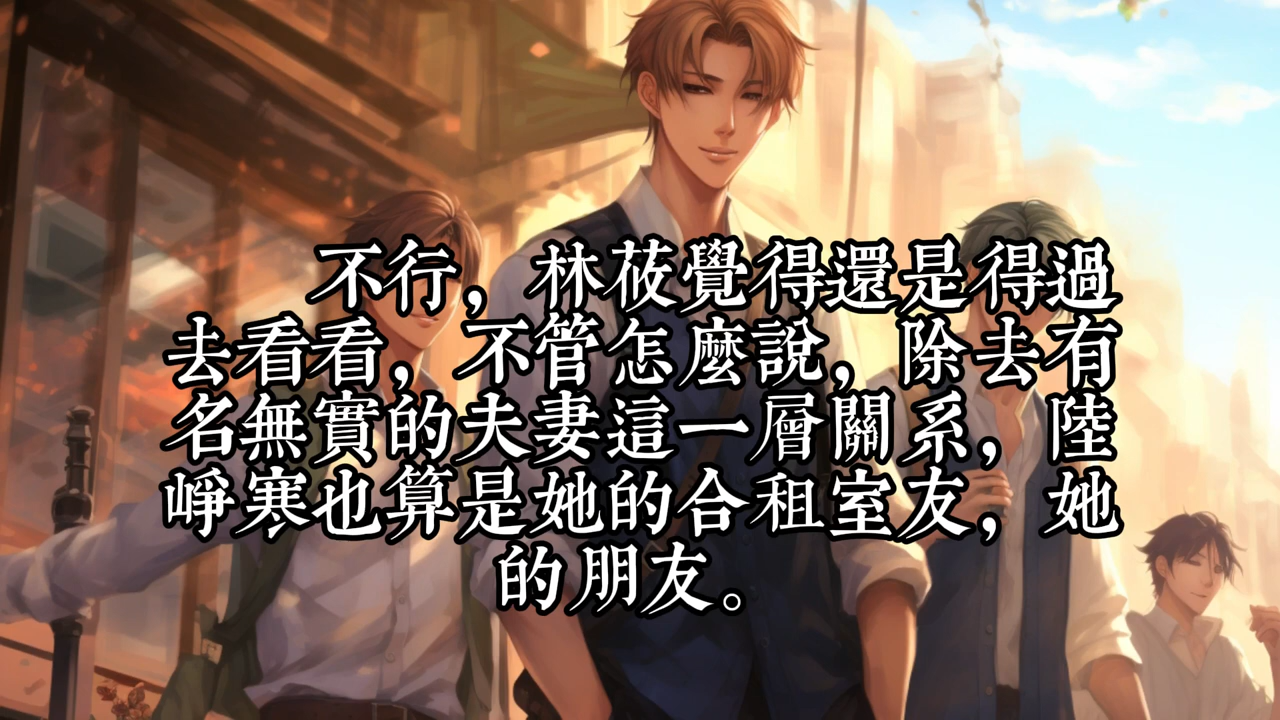 不行，林莜覺得還是得過
去看看，不管怎麼說，除去有
名無實的夫妻這一層關系，陸
崢寒也算是她的合租室友，她
的朋友。